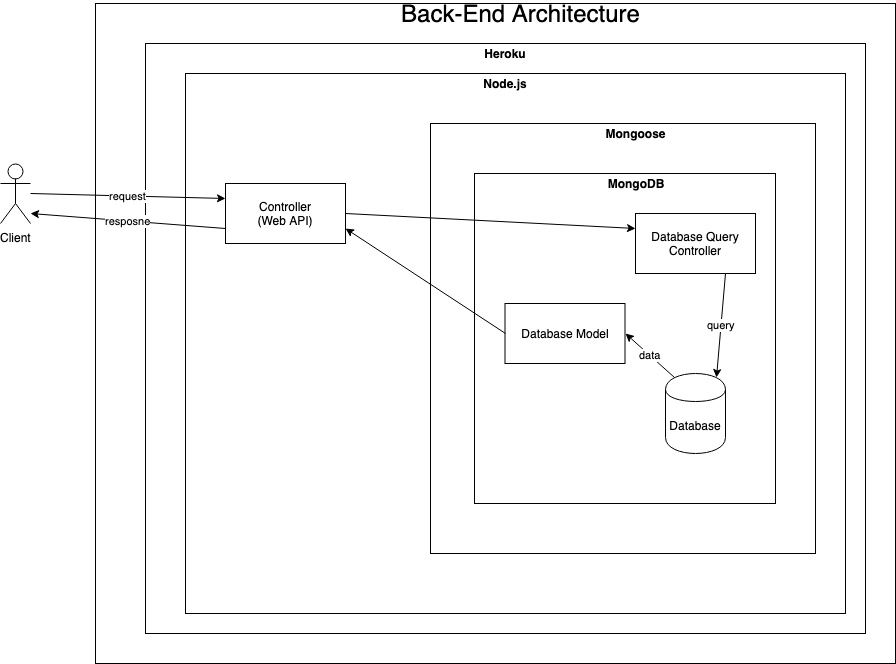 Back-End Architecture
Heroku
Node.js
Mongoose
MongoDB
request
resposne
Client
Controller
(Web API)
Database Query
Controller
query
Database Model
data
Database